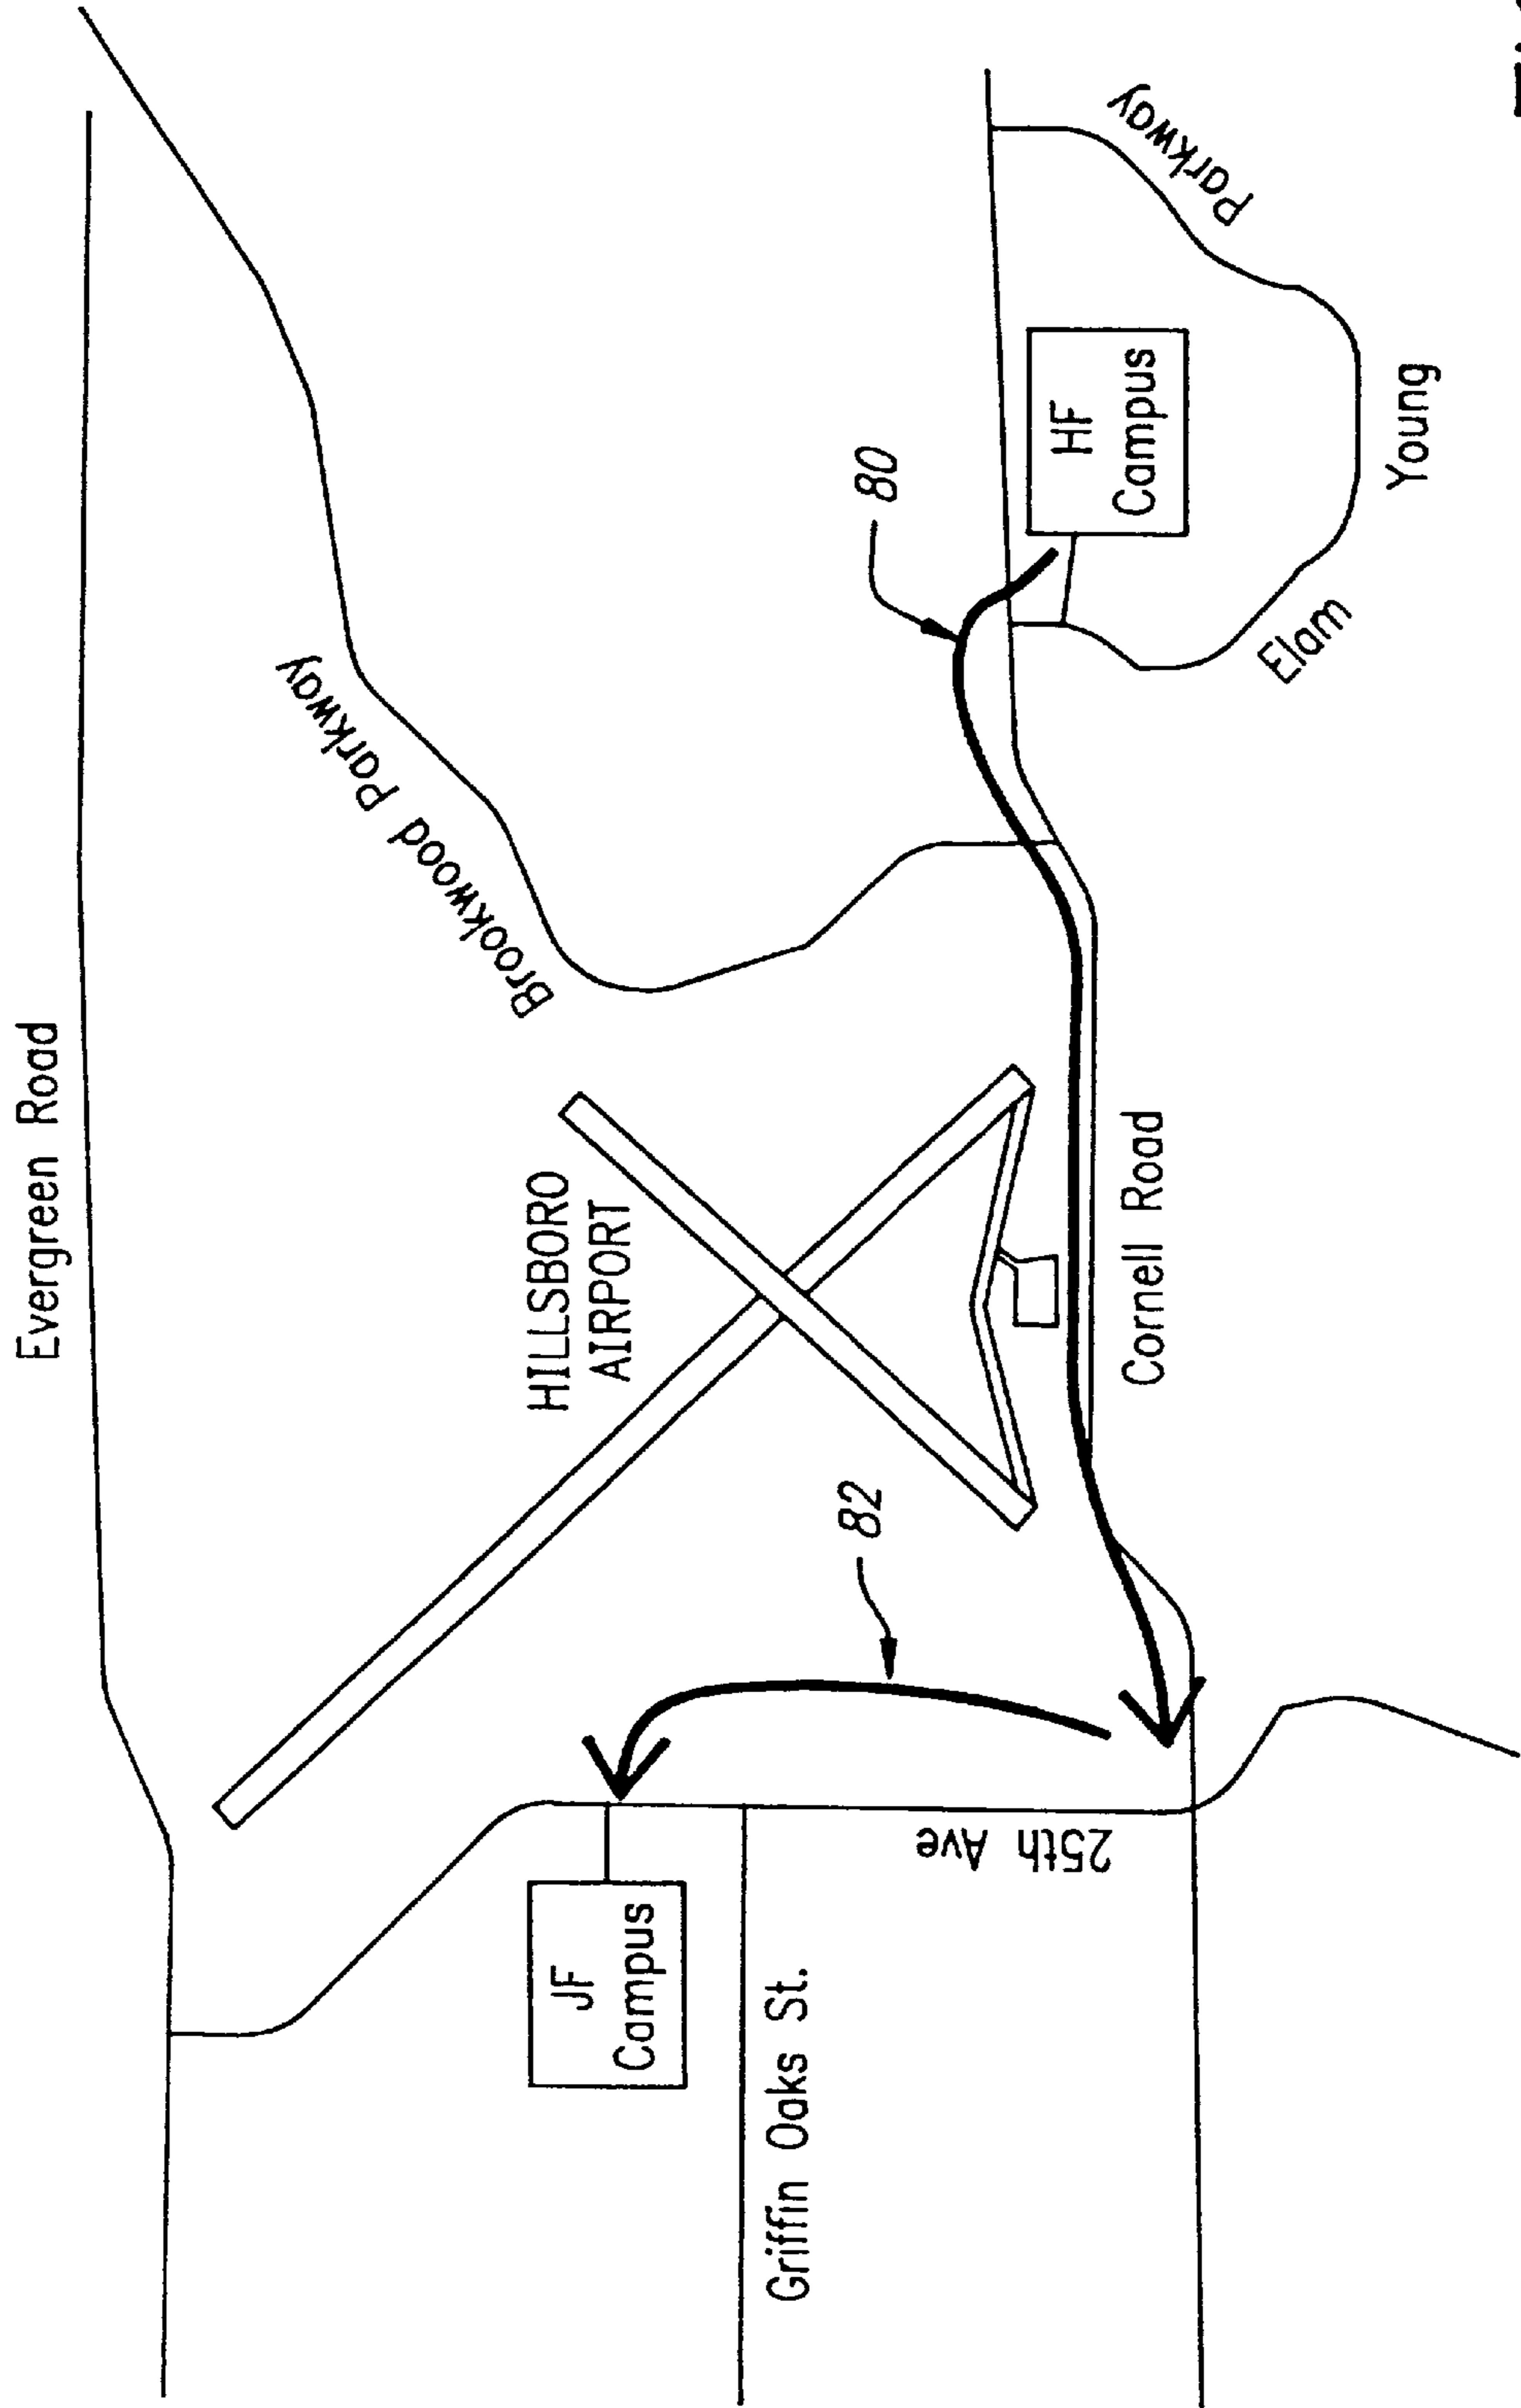 Evergreen Road
Brookwood Parkway
HILLSBORO
AIRPORT
80
82
HF
Campus
Parkway
Young
Elam
Cornell Road
25th Ave
JF
Campus
Griffin Oaks St.